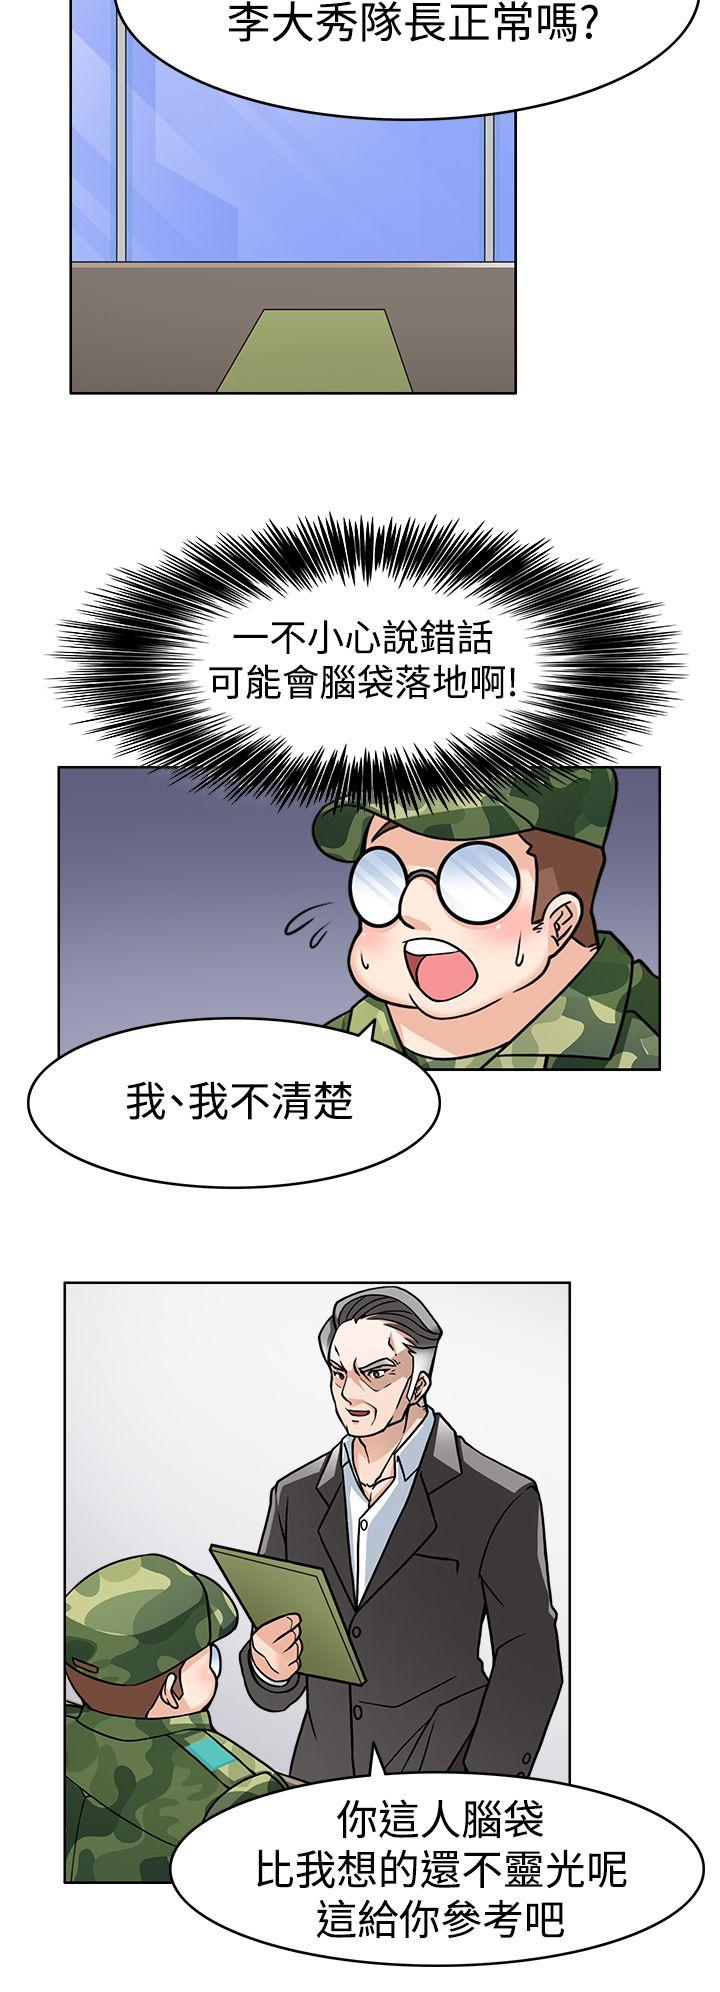 李大秀隊長正常嗎?
一不小心說錯話
可能會腦袋落地啊!
我、我不清楚
你這人腦袋
比我想的還不靈光呢
這給你參考吧